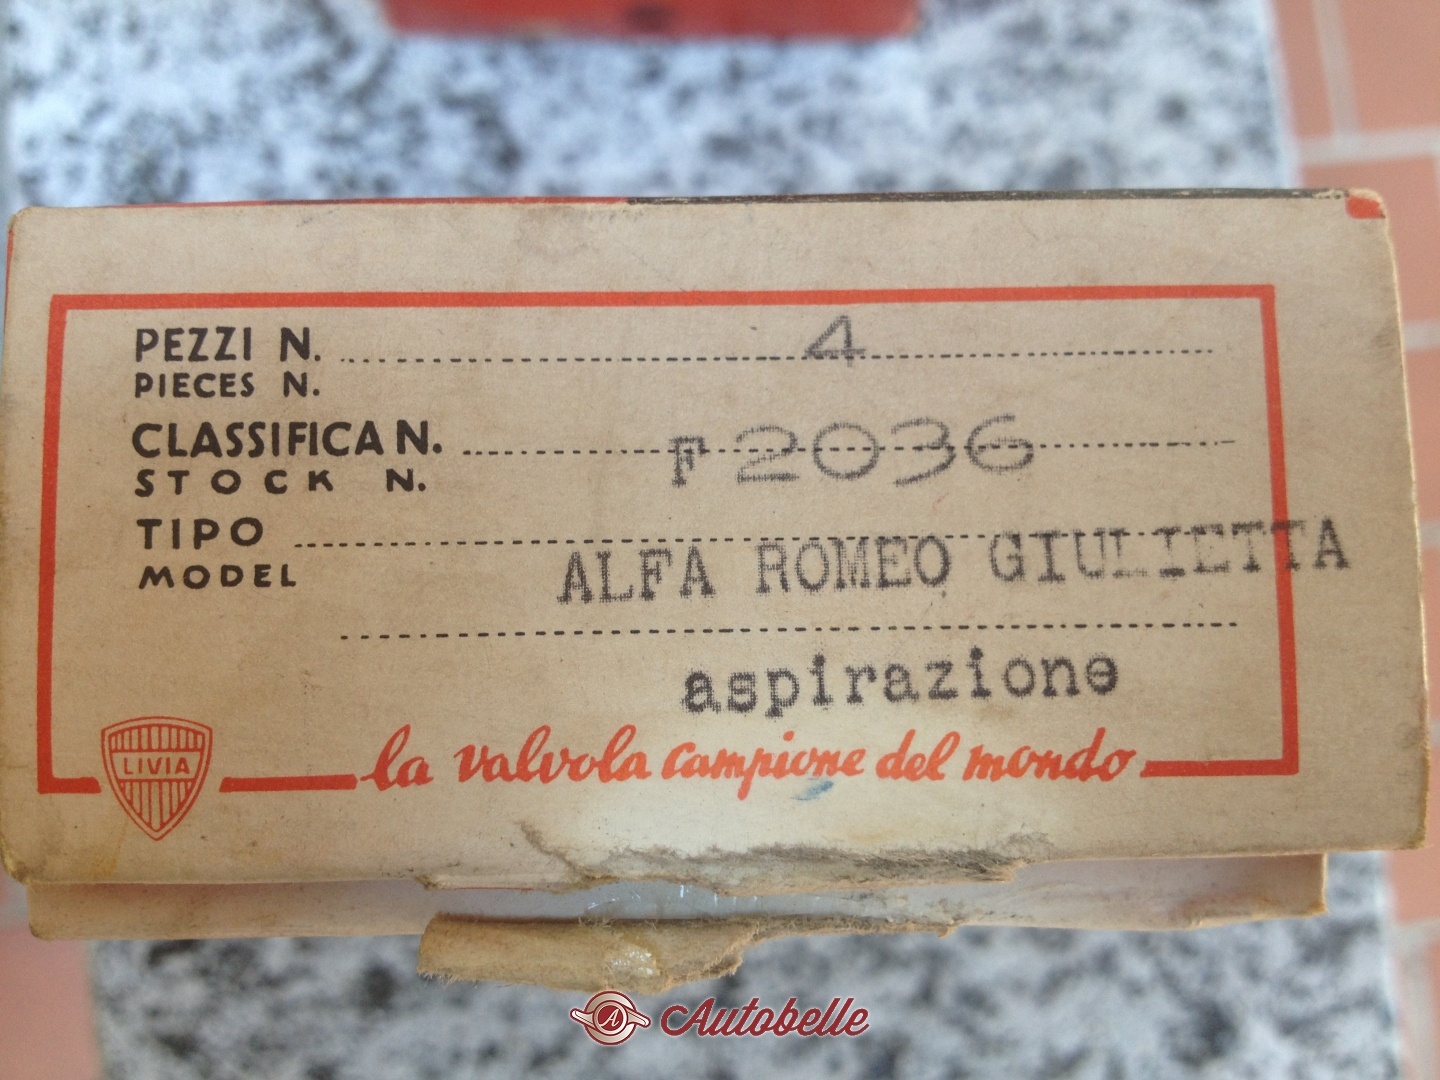 PEZZI N. 4
PIECES N.
CLASSIFICA N. F 2036
STOCK N.
TIPO
ALFA ROMEO GIULIETTA
MODEL
aspirazione
LIVIA
la valvola campione del mondo
A Autobelle